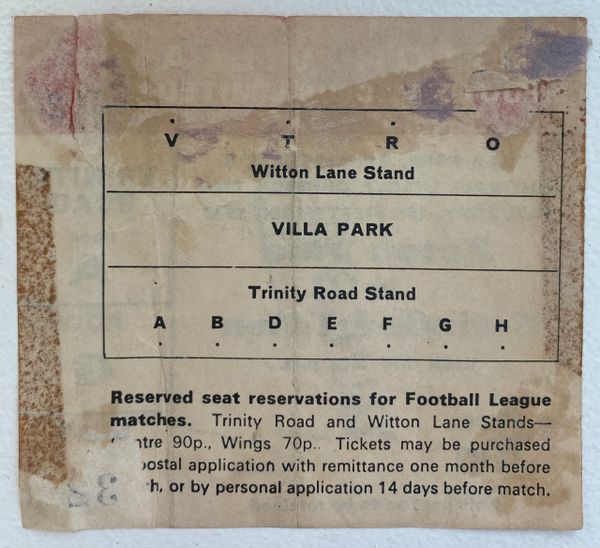 V T R O
Witton Lane Stand
VILLA PARK
Trinity Road Stand
A B D E F G H
Reserved seat reservations for Football League
matches. Trinity Road and Witton Lane Stands—
ntre 90p., Wings 70p.. Tickets may be purchased
postal application with remittance one month before
h, or by personal application 14 days before match.
32